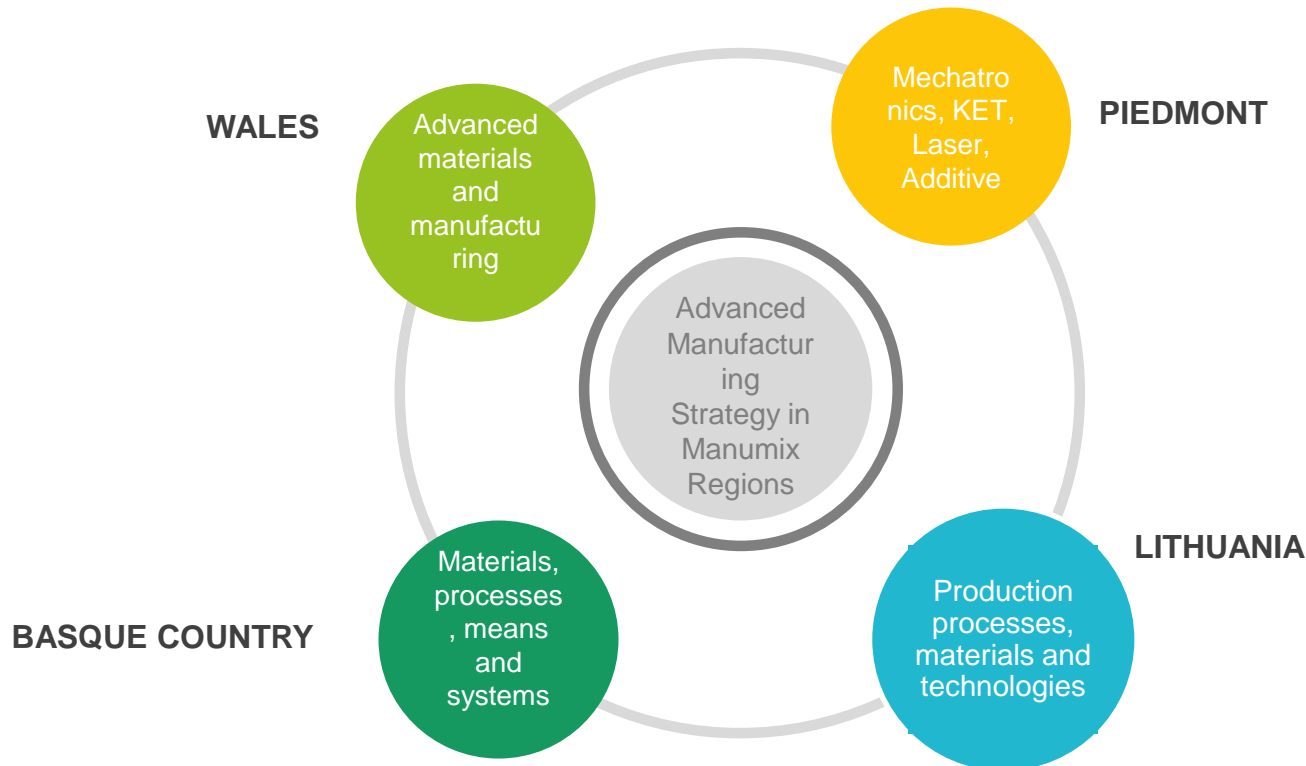 WALES
Advanced
materials
and
manufactu
ring
Mechatro
nics, KET,
Laser,
Additive
PIEDMONT
Advanced
Manufactur
ing
Strategy in
Manumix
Regions
BASQUE COUNTRY
Materials,
processes
, means
and
systems
LITHUANIA
Production
processes,
materials and
technologies